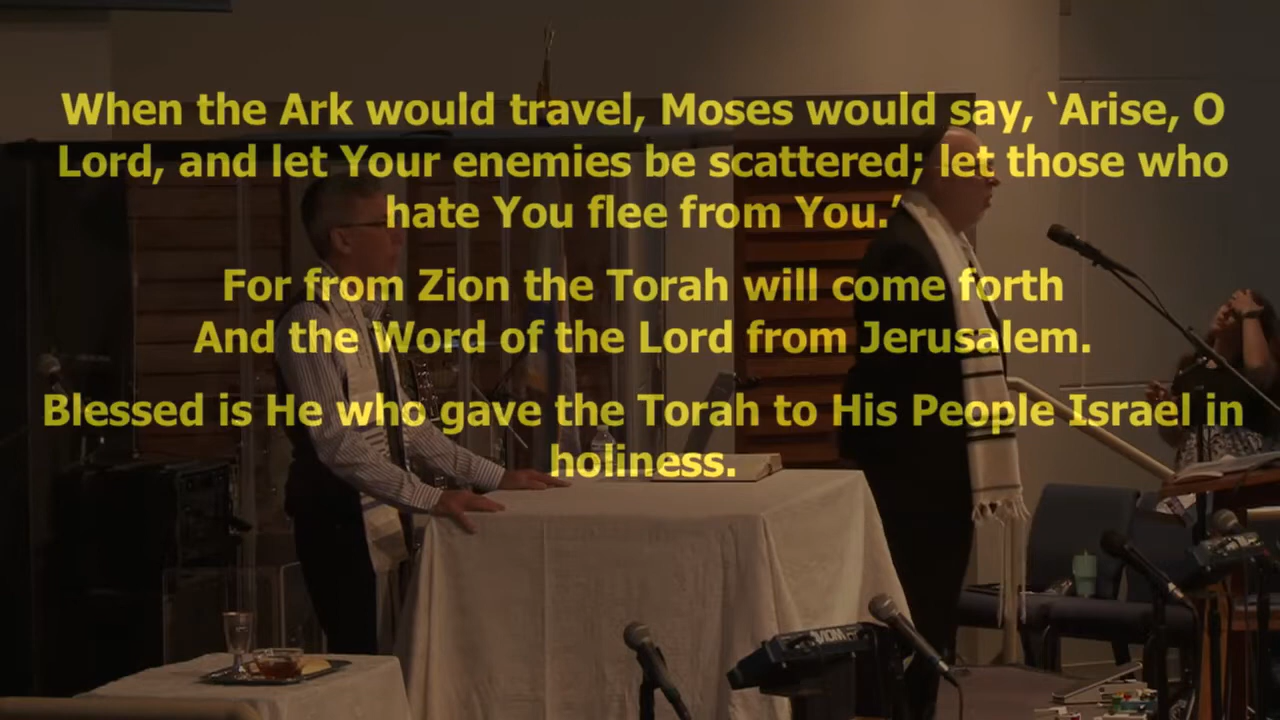 When the Ark would travel, Moses would say, ‘Arise, O
Lord, and let Your enemies be scattered; let those who
hate You flee from You.’
For from Zion the Torah will come forth
And the Word of the Lord from Jerusalem.
Blessed is He who gave the Torah to His People Israel in
holiness.